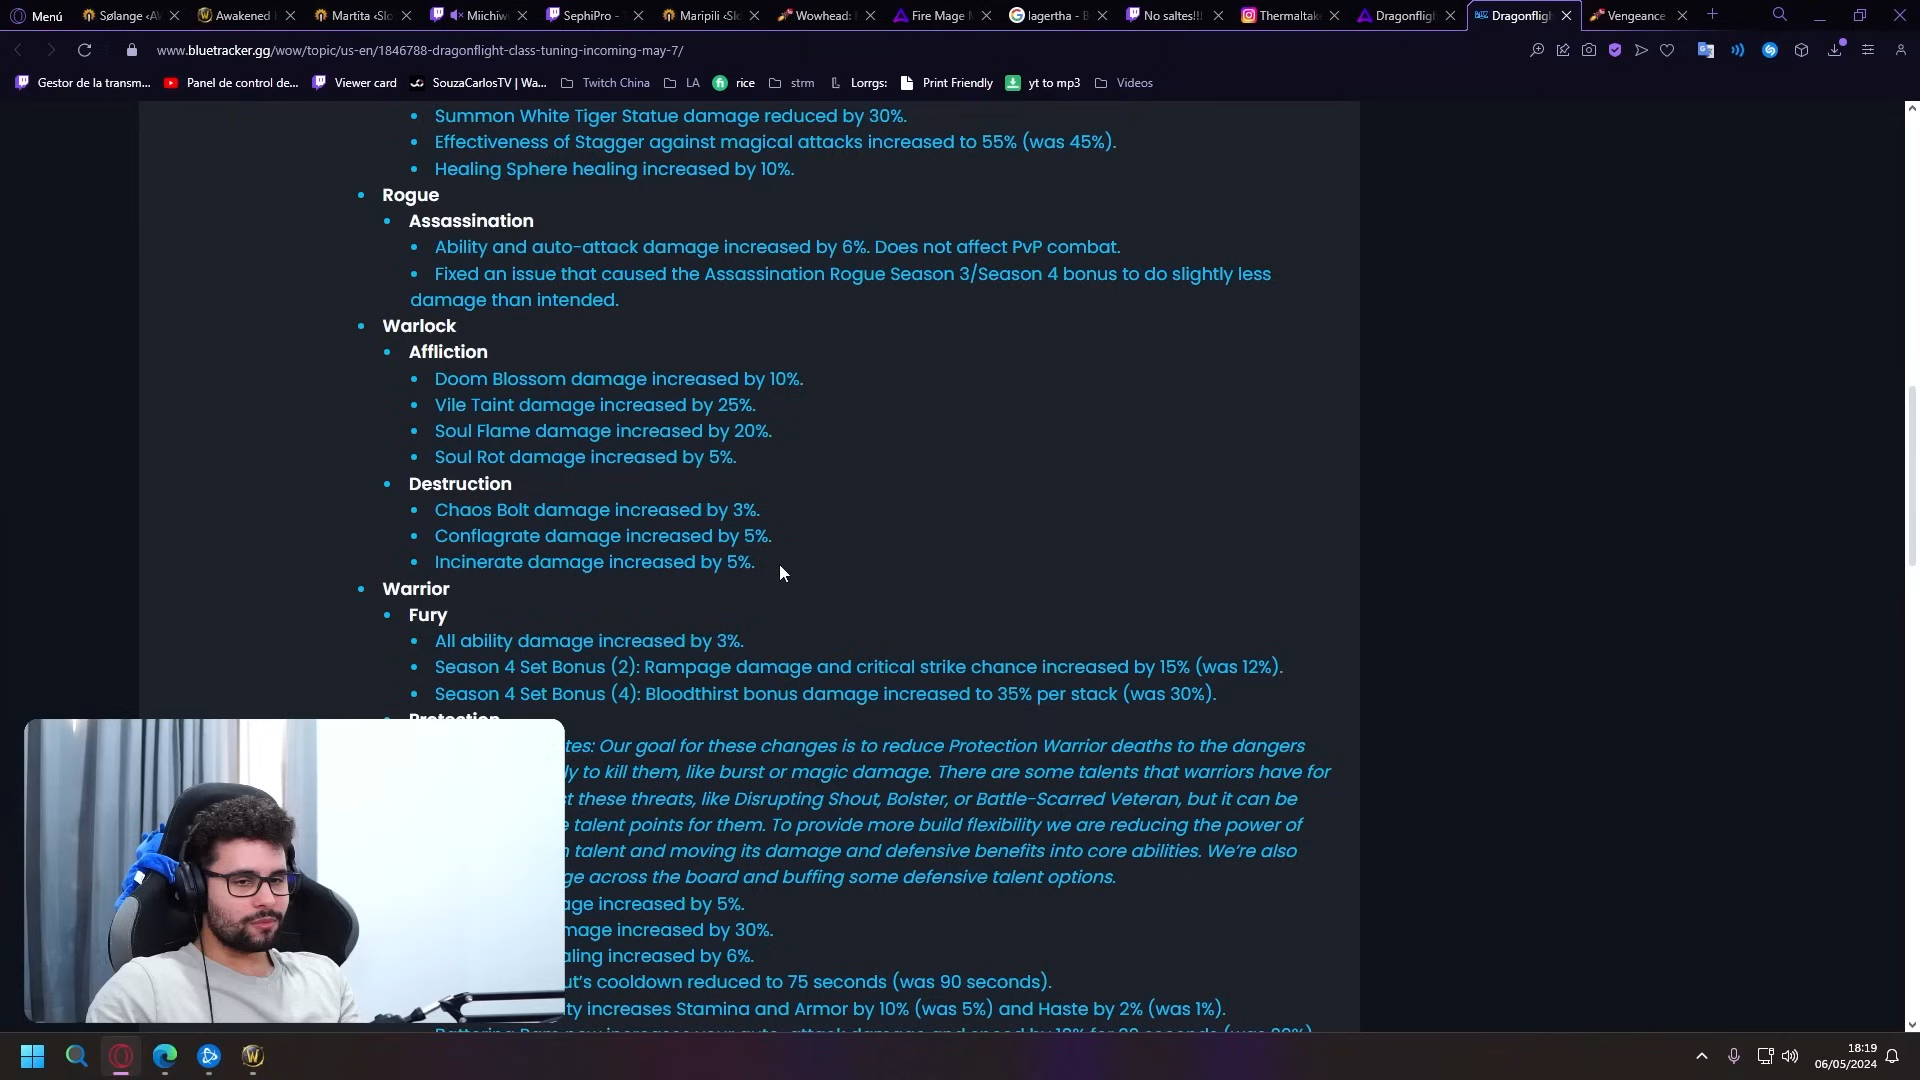 Menú
Sølange ‹AV
Awakened
Martita ‹Slo
Miichiw
SephiPro - T
Maripili ‹Slo
Wowhead:
Fire Mage M
lagertha - B
No saltes!!!
Thermaltak
Dragonfligh
Dragonfligh
Vengeance
www.bluetracker.gg/wow/topic/us-en/1846788-dragonflight-class-tuning-incoming-may-7/
Gestor de la transm...
Panel de control de...
Viewer card
SouzaCarlosTV | Wa...
Twitch China
LA
rice
strm
Lorrgs:
Print Friendly
yt to mp3
Videos
Summon White Tiger Statue damage reduced by 30%.
Effectiveness of Stagger against magical attacks increased to 55% (was 45%).
Healing Sphere healing increased by 10%.
Rogue
Assassination
Ability and auto-attack damage increased by 6%. Does not affect PvP combat.
Fixed an issue that caused the Assassination Rogue Season 3/Season 4 bonus to do slightly less
damage than intended.
Warlock
Affliction
Doom Blossom damage increased by 10%.
Vile Taint damage increased by 25%.
Soul Flame damage increased by 20%.
Soul Rot damage increased by 5%.
Destruction
Chaos Bolt damage increased by 3%.
Conflagrate damage increased by 5%.
Incinerate damage increased by 5%.
Warrior
Fury
All ability damage increased by 3%.
Season 4 Set Bonus (2): Rampage damage and critical strike chance increased by 15% (was 12%).
Season 4 Set Bonus (4): Bloodthirst bonus damage increased to 35% per stack (was 30%).
Protection
tes: Our goal for these changes is to reduce Protection Warrior deaths to the dangers
ly to kill them, like burst or magic damage. There are some talents that warriors have for
st these threats, like Disrupting Shout, Bolster, or Battle-Scarred Veteran, but it can be
e talent points for them. To provide more build flexibility we are reducing the power of
n talent and moving its damage and defensive benefits into core abilities. We're also
ge across the board and buffing some defensive talent options.
age increased by 5%.
mage increased by 30%.
aling increased by 6%.
ut's cooldown reduced to 75 seconds (was 90 seconds).
ty increases Stamina and Armor by 10% (was 5%) and Haste by 2% (was 1%).
18:19
06/05/2024